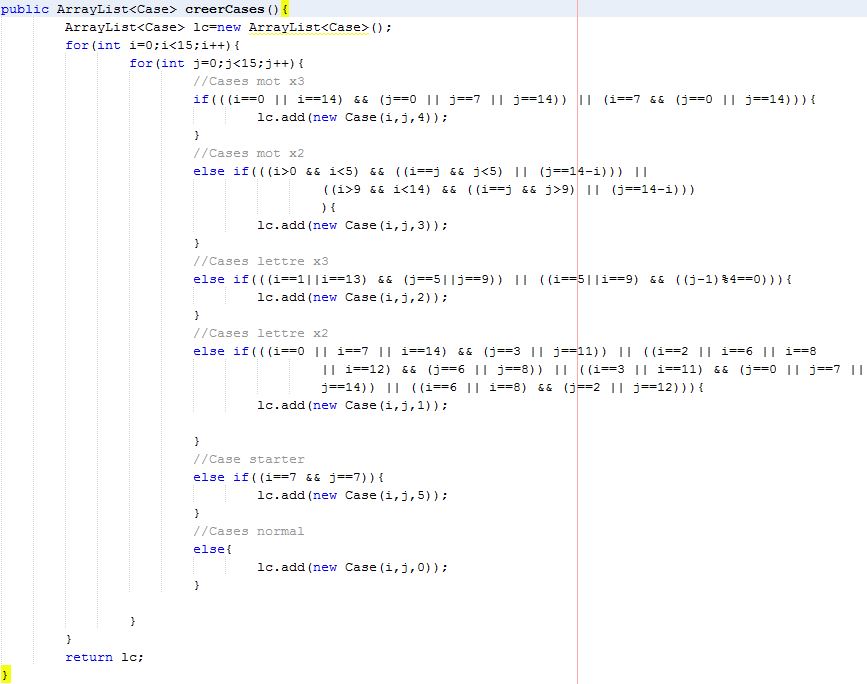 public ArrayList<Case> creerCases(){
ArrayList<Case> lc=new ArrayList<Case>();
for(int i=0;i<15;i++){
for(int j=0;j<15;j++){
//Cases mot x3
if(((i==0 || i==14) && (j==0 || j==7 || j==14)) || (i==7 && (j==0 || j==14))){
lc.add(new Case(i,j,4));
}
//Cases mot x2
else if(((i>0 && i<5) && ((i==j && j<5) || (j==14-i))) ||
((i>9 && i<14) && ((i==j && j>9) || (j==14-i)))
){
lc.add(new Case(i,j,3));
}
//Cases lettre x3
else if(((i==1||i==13) && (j==5||j==9)) || ((i==5||i==9) && ((j-1)%4==0))){
lc.add(new Case(i,j,2));
}
//Cases lettre x2
else if(((i==0 || i==7 || i==14) && (j==3 || j==11)) || ((i==2 || i==6 || i==8
|| i==12) && (j==6 || j==8)) || ((i==3 || i==11) && (j==0 || j==7 ||
j==14)) || ((i==6 || i==8) && (j==2 || j==12))){
lc.add(new Case(i,j,1));
}
//Case starter
else if((i==7 && j==7)){
lc.add(new Case(i,j,5));
}
//Cases normal
else{
lc.add(new Case(i,j,0));
}
}
}
return lc;
}